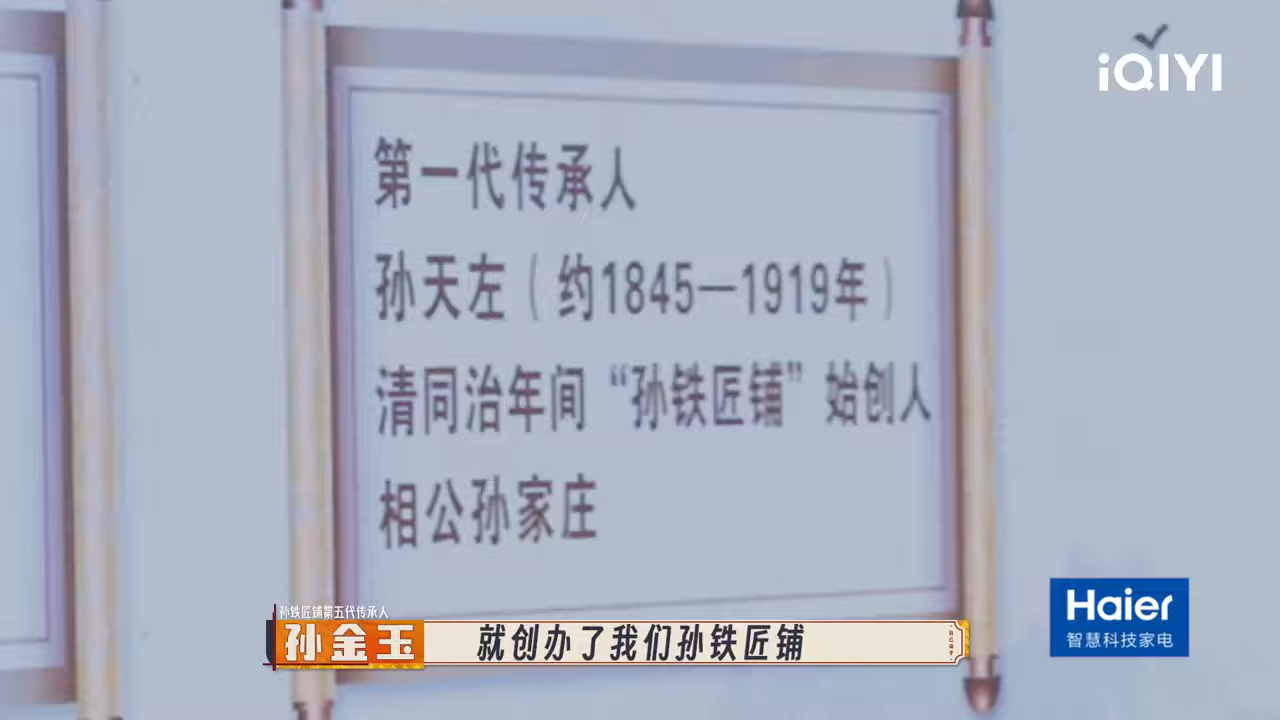 iQIYI
第一代传承人
孙天左（约1845—1919年）
清同治年间“孙铁匠铺”始创人
相公孙家庄
孙铁匠铺第五代传承人
孙金玉
就创办了我们孙铁匠铺
Haier
智慧科技家电